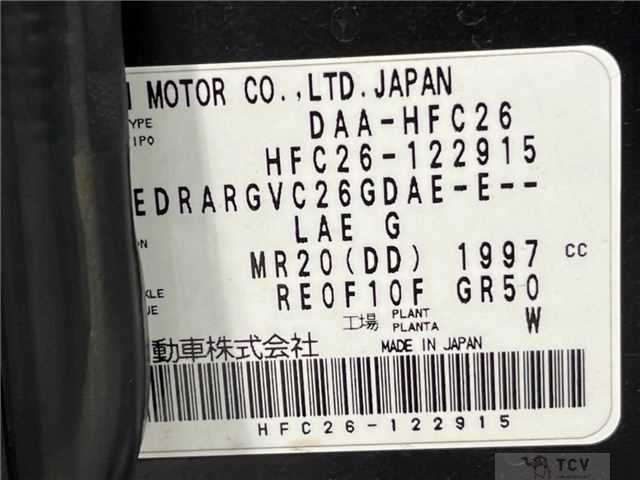 N MOTOR CO.,LTD.JAPAN
YPE DAA-HFC26
IPO
HFC26-122915
EDRARGVC26GDAE-E--
ON LAE G
MR20(DD) 1997 CC
KLE RE0F10F GR50
UE
工場 PLANT PLANTA W
動車株式会社 MADE IN JAPAN
HFC26-122915
TCV